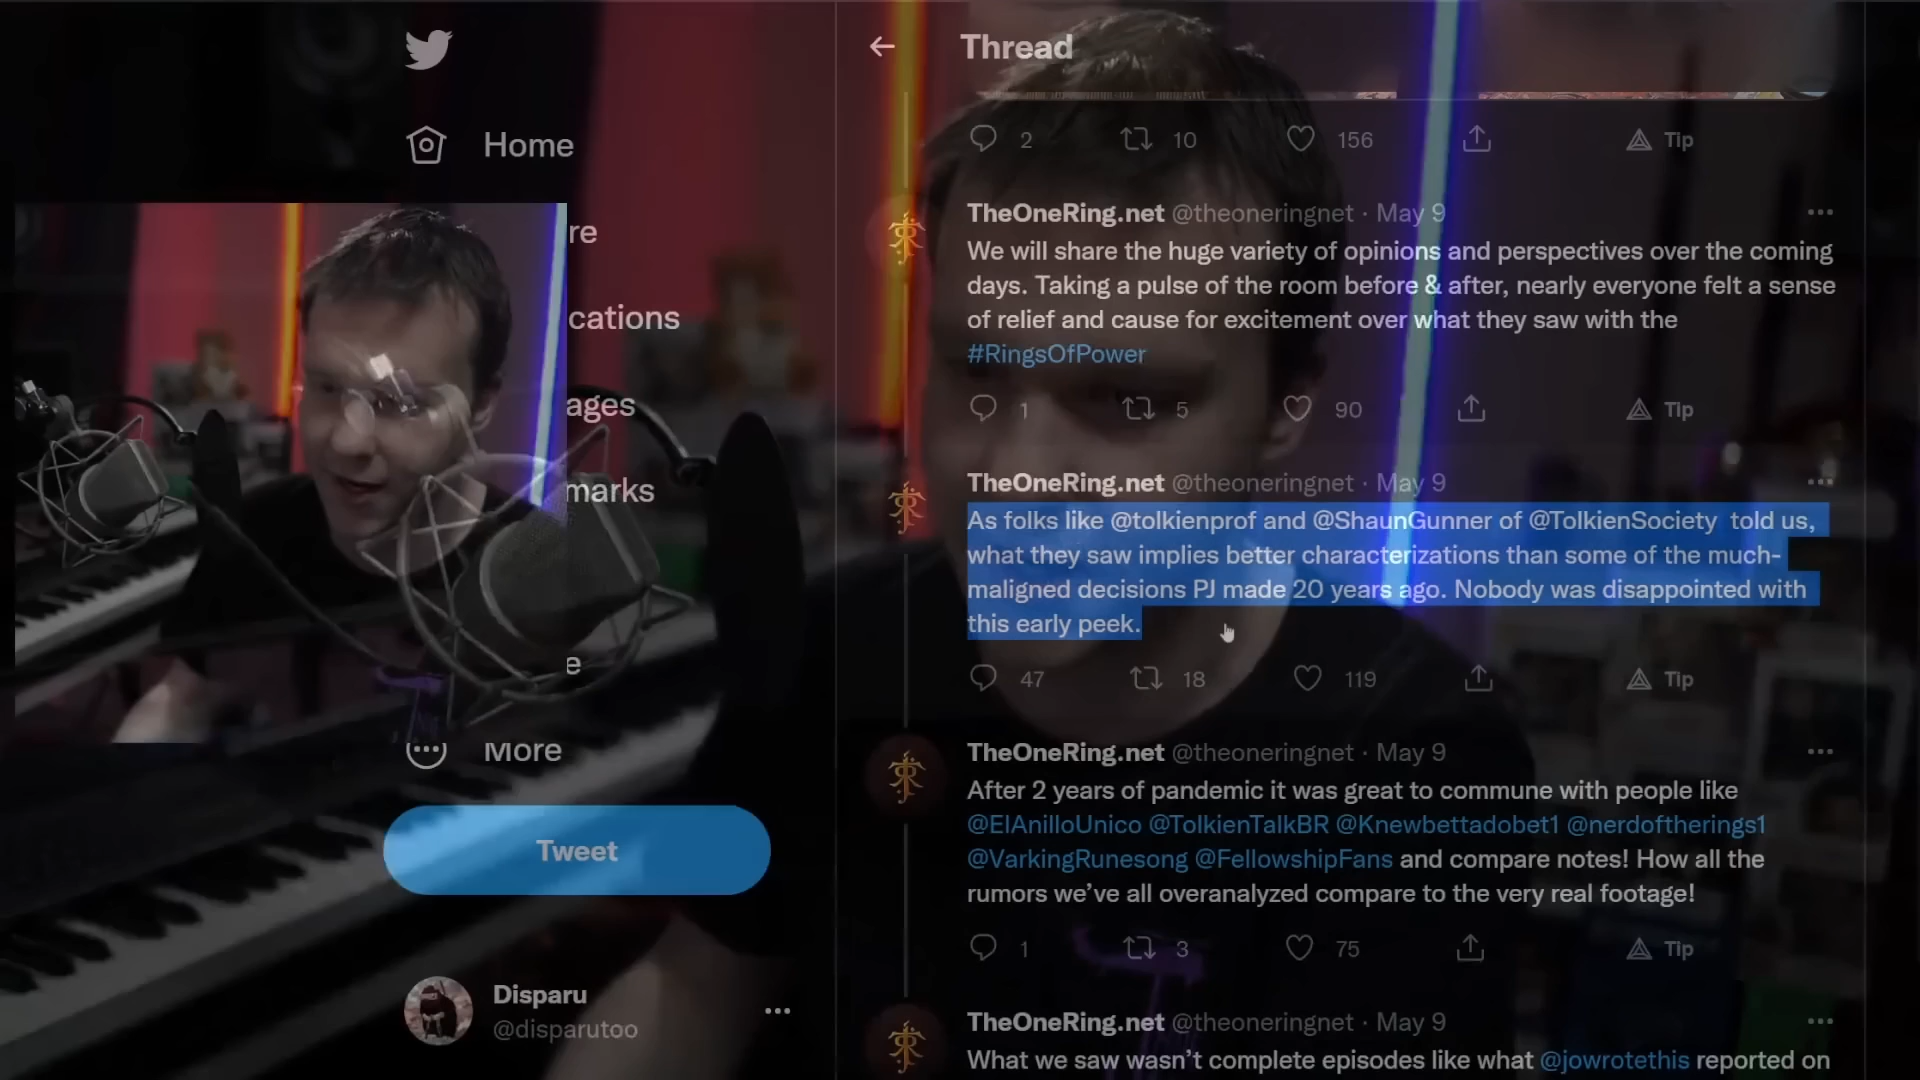 Home
re
cations
ages
marks
e
More
Tweet
Disparu
@disparutoo
Thread
2 10 156 Tip
TheOneRing.net @theoneringnet · May 9
We will share the huge variety of opinions and perspectives over the coming
days. Taking a pulse of the room before & after, nearly everyone felt a sense
of relief and cause for excitement over what they saw with the
#RingsOfPower
1 5 90 Tip
TheOneRing.net @theoneringnet · May 9
As folks like @tolkienprof and @ShaunGunner of @TolkienSociety told us,
what they saw implies better characterizations than some of the much-
maligned decisions PJ made 20 years ago. Nobody was disappointed with
this early peek.
47 18 119 Tip
TheOneRing.net @theoneringnet · May 9
After 2 years of pandemic it was great to commune with people like
@ElAnilloUnico @TolkienTalkBR @Knewbettadobet1 @nerdoftherings1
@VarkingRunesong @FellowshipFans and compare notes! How all the
rumors we’ve all overanalyzed compare to the very real footage!
1 3 75 Tip
TheOneRing.net @theoneringnet · May 9
What we saw wasn’t complete episodes like what @jowrotethis reported on